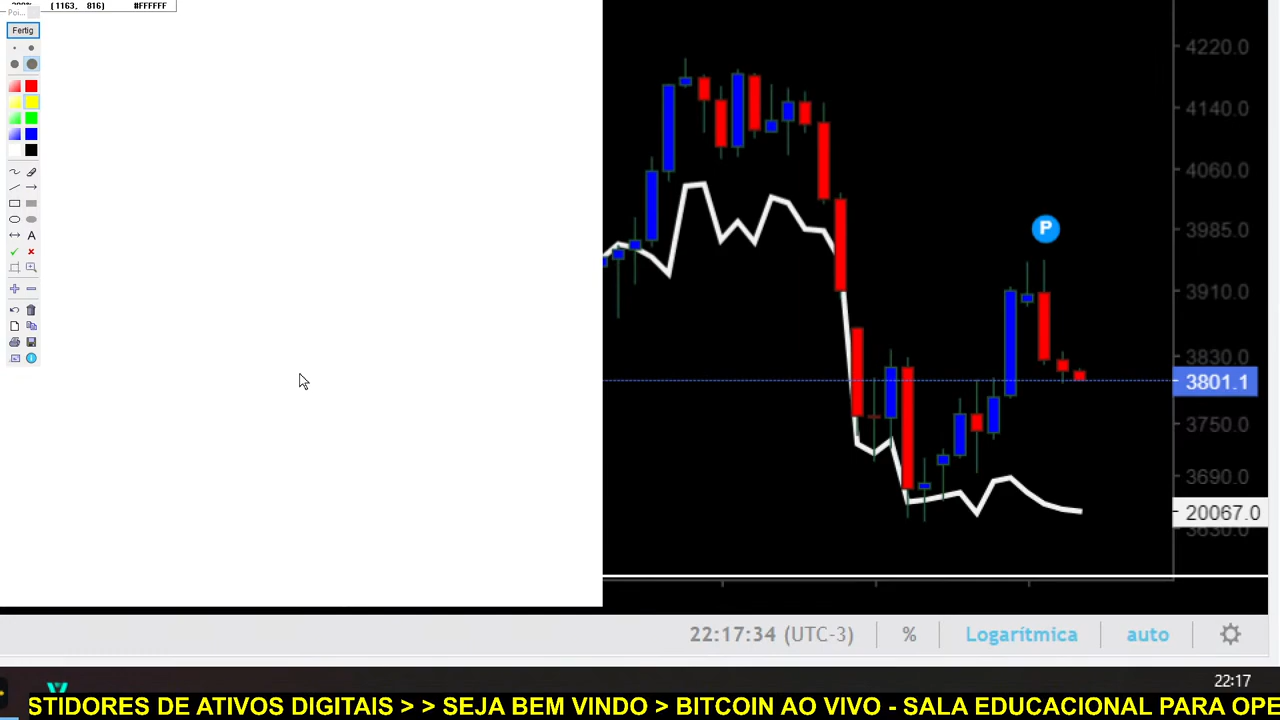 (1163, 816) #FFFFFF
Poi...
Fertig
A
4220.0
4140.0
4060.0
3985.0
P
3910.0
3830.0
3801.1
3750.0
3690.0
20067.0
22:17:34 (UTC-3) % Logarítmica auto
22:17
STIDORES DE ATIVOS DIGITAIS > > SEJA BEM VINDO > BITCOIN AO VIVO - SALA EDUCACIONAL PARA OPE